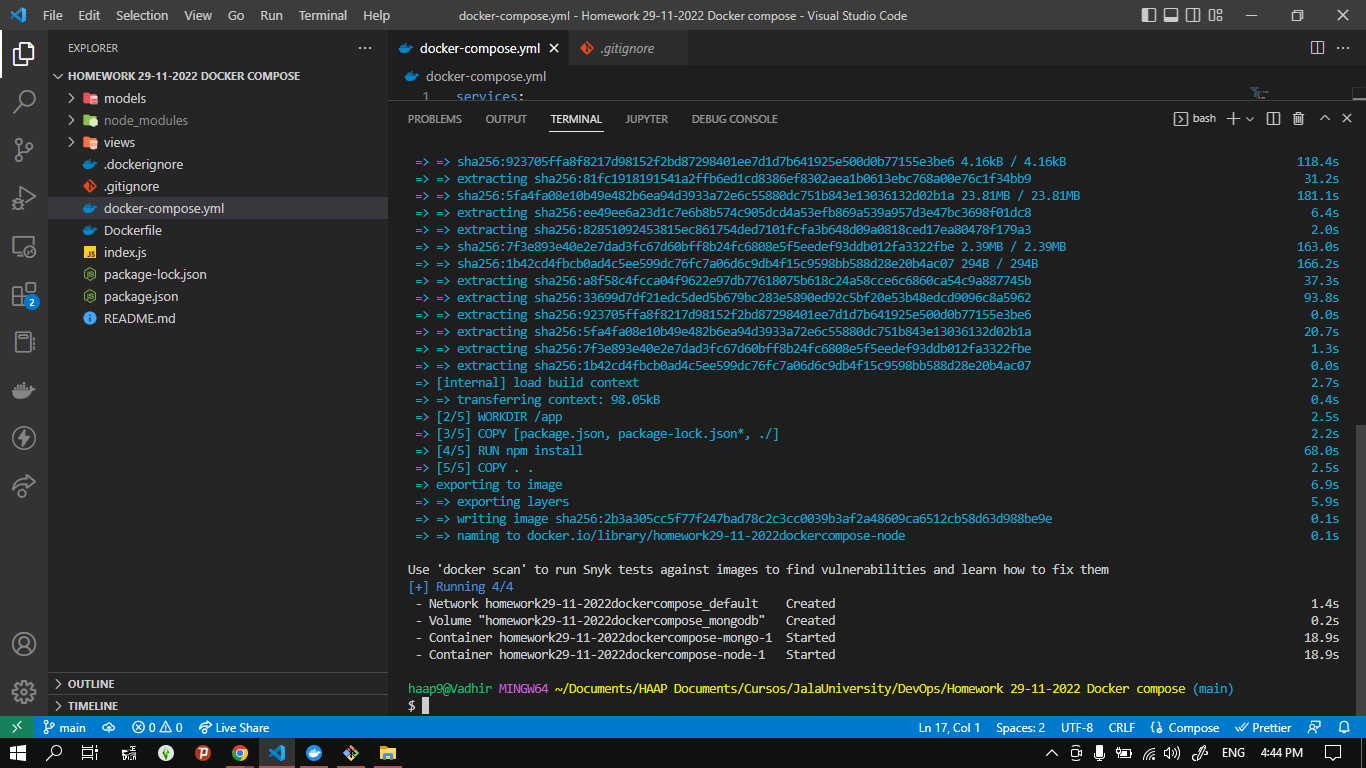 File Edit Selection View Go Run Terminal Help docker-compose.yml - Homework 29-11-2022 Docker compose - Visual Studio Code
EXPLORER
HOMEWORK 29-11-2022 DOCKER COMPOSE
models
node_modules
views
.dockerignore
.gitignore
docker-compose.yml
Dockerfile
index.js
JS
package-lock.json
package.json
README.md
OUTLINE
TIMELINE
2
docker-compose.yml .gitignore
docker-compose.yml
1 services:
PROBLEMS OUTPUT TERMINAL JUPYTER DEBUG CONSOLE bash
=> => sha256:923705ffa8f8217d98152f2bd87298401ee7d1d7b641925e500d0b77155e3be6 4.16kB / 4.16kB 118.4s
=> => extracting sha256:81fc1918191541a2ffb6ed1cd8386ef8302aea1b0613ebc768a00e76c1f34bb9 31.2s
=> => sha256:5fa4fa08e10b49e482b6ea94d3933a72e6c55880dc751b843e13036132d02b1a 23.81MB / 23.81MB 181.1s
=> => extracting sha256:ee49ee6a23d1c7e6b8b574c905dcd4a53efb869a539a957d3e47bc3698f01dc8 6.4s
=> => extracting sha256:82851092453815ec861754ded7101fcfa3b648d09a0818ced17ea80478f179a3 2.0s
=> => sha256:7f3e893e40e2e7dad3fc67d60bff8b24fc6808e5f5eedef93ddb012fa3322fbe 2.39MB / 2.39MB 163.0s
=> => sha256:1b42cd4fbcb0ad4c5ee599dc76fc7a06d6c9db4f15c9598bb588d28e20b4ac07 294B / 294B 166.2s
=> => extracting sha256:a8f58c4fcca04f9622e97db77618075b618c24a58cce6c6860ca54c9a887745b 37.3s
=> => extracting sha256:33699d7df21edc5ded5b679bc283e5890ed92c5bf20e53b48edcd9096c8a5962 93.8s
=> => extracting sha256:923705ffa8f8217d98152f2bd87298401ee7d1d7b641925e500d0b77155e3be6 0.0s
=> => extracting sha256:5fa4fa08e10b49e482b6ea94d3933a72e6c55880dc751b843e13036132d02b1a 20.7s
=> => extracting sha256:7f3e893e40e2e7dad3fc67d60bff8b24fc6808e5f5eedef93ddb012fa3322fbe 1.3s
=> => extracting sha256:1b42cd4fbcb0ad4c5ee599dc76fc7a06d6c9db4f15c9598bb588d28e20b4ac07 0.0s
=> [internal] load build context 2.7s
=> => transferring context: 98.05kB 0.4s
=> [2/5] WORKDIR /app 2.5s
=> [3/5] COPY [package.json, package-lock.json*, ./] 2.2s
=> [4/5] RUN npm install 68.0s
=> [5/5] COPY . . 2.5s
=> exporting to image 6.9s
=> => exporting layers 5.9s
=> => writing image sha256:2b3a305cc5f77f247bad78c2c3cc0039b3af2a48609ca6512cb58d63d988be9e 0.1s
=> => naming to docker.io/library/homework29-11-2022dockercompose-node 0.1s
Use 'docker scan' to run Snyk tests against images to find vulnerabilities and learn how to fix them
[+] Running 4/4
- Network homework29-11-2022dockercompose_default Created 1.4s
- Volume "homework29-11-2022dockercompose_mongodb" Created 0.2s
- Container homework29-11-2022dockercompose-mongo-1 Started 18.9s
- Container homework29-11-2022dockercompose-node-1 Started 18.9s
haap9@Vadhir MINGW64 ~/Documents/HAAP Documents/Cursos/JalaUniversity/DevOps/Homework 29-11-2022 Docker compose (main)
$
main 0 0 Live Share Ln 17, Col 1 Spaces: 2 UTF-8 CRLF Compose Prettier
ENG 4:44 PM